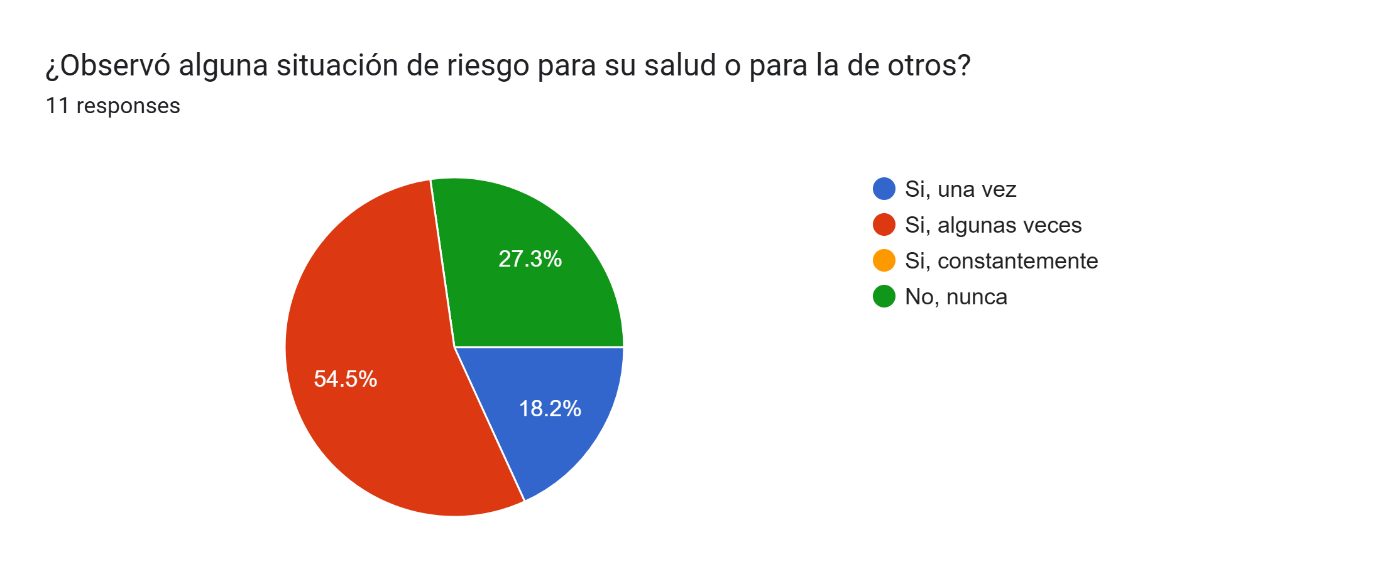 ¿Observó alguna situación de riesgo para su salud o para la de otros?
11 responses
Si, una vez
Si, algunas veces
Si, constantemente
No, nunca
27.3%
54.5%
18.2%